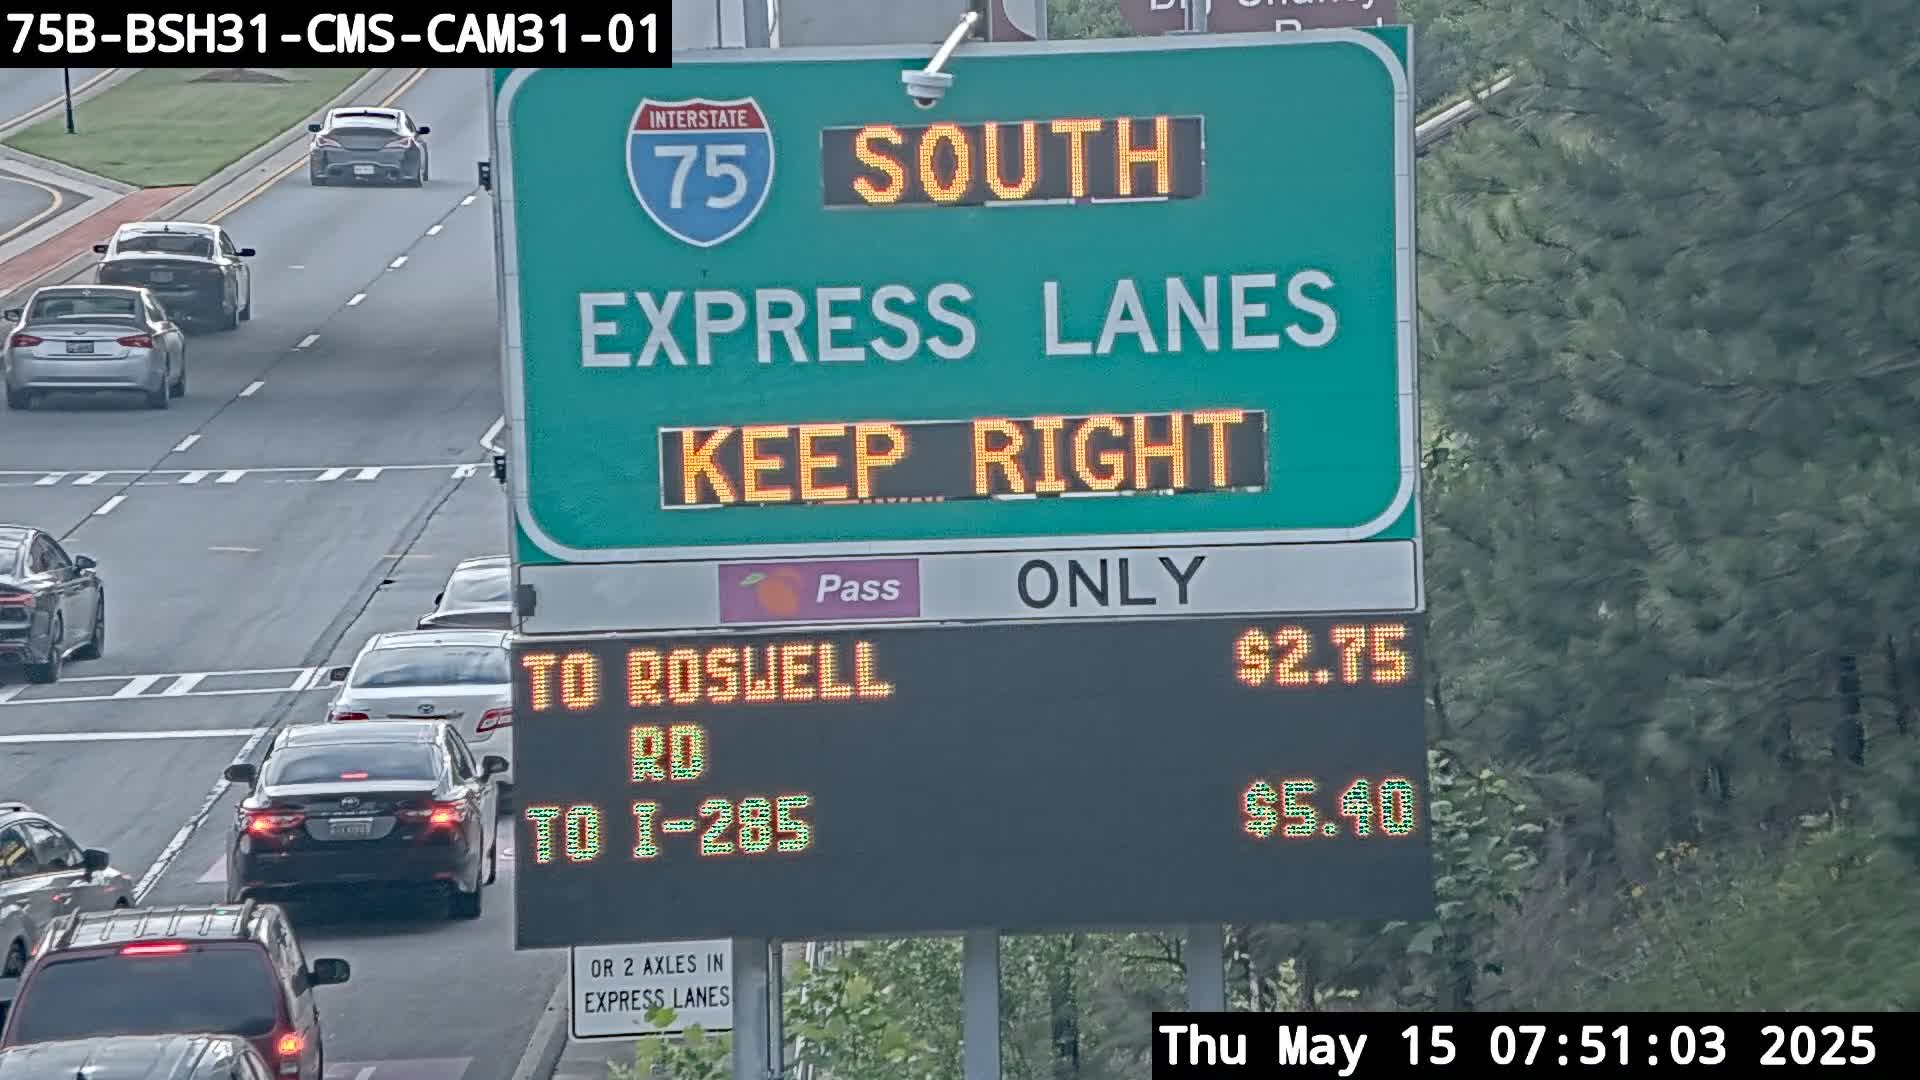 75B-BSH31-CMS-CAM31-01
INTERSTATE
75
SOUTH
EXPRESS LANES
KEEP RIGHT
Pass ONLY
TO ROSWELL $2.75
RD
TO I-285 $5.40
OR 2 AXLES IN
EXPRESS LANES
Thu May 15 07:51:03 2025